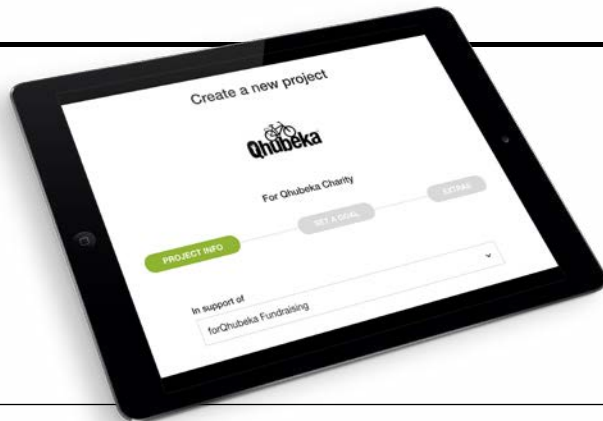 Create a new project
Qhubeka
For Qhubeka Charity
PROJECT INFO
SET A GOAL
EXTRAS
In support of
forQhubeka Fundraising